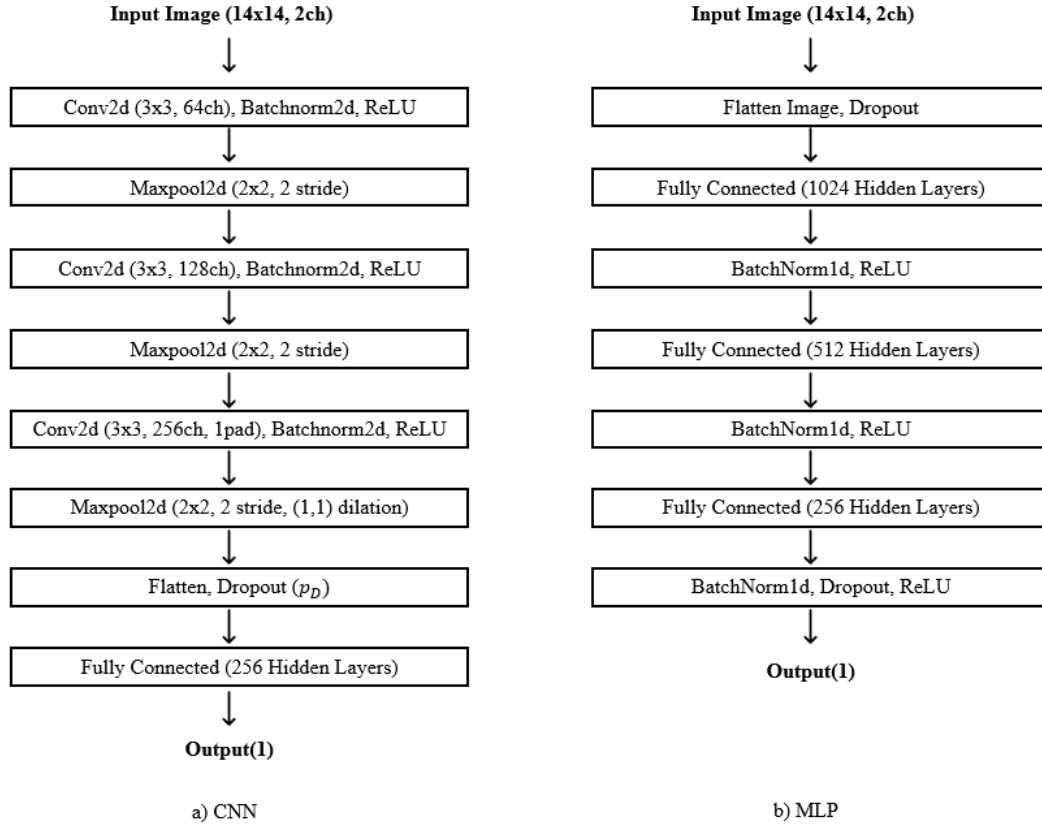 Input Image (14x14, 2ch)
Conv2d (3x3, 64ch), Batchnorm2d, ReLU
Maxpool2d (2x2, 2 stride)
Conv2d (3x3, 128ch), Batchnorm2d, ReLU
Maxpool2d (2x2, 2 stride)
Conv2d (3x3, 256ch, 1pad), Batchnorm2d, ReLU
Maxpool2d (2x2, 2 stride, (1,1) dilation)
Flatten, Dropout (p_D)
Fully Connected (256 Hidden Layers)
Output(1)
a) CNN
Input Image (14x14, 2ch)
Flatten Image, Dropout
Fully Connected (1024 Hidden Layers)
BatchNorm1d, ReLU
Fully Connected (512 Hidden Layers)
BatchNorm1d, ReLU
Fully Connected (256 Hidden Layers)
BatchNorm1d, Dropout, ReLU
Output(1)
b) MLP